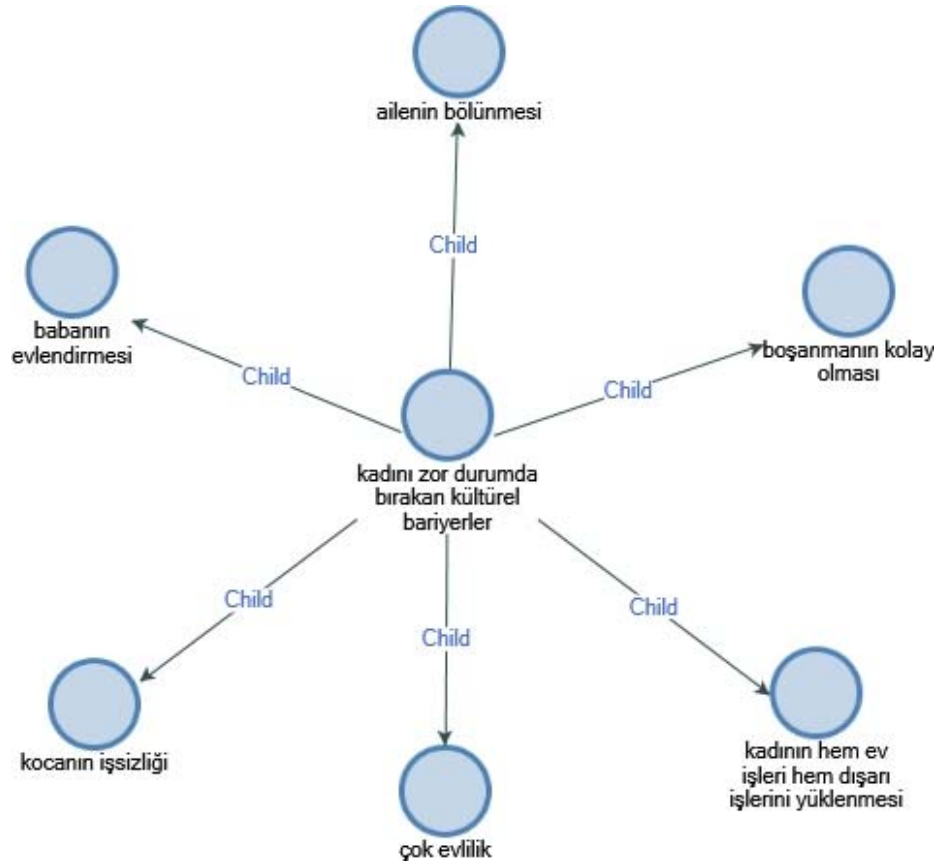 ailenin bölünmesi
Child
babanın
evlendirmesi
Child
boşanmanın kolay
olması
Child
kadını zor durumda
bırakan kültürel
bariyerler
Child
kocanın işsizliği
Child
çok evlilik
Child
kadının hem ev
işleri hem dışarı
işlerini yüklenmesi